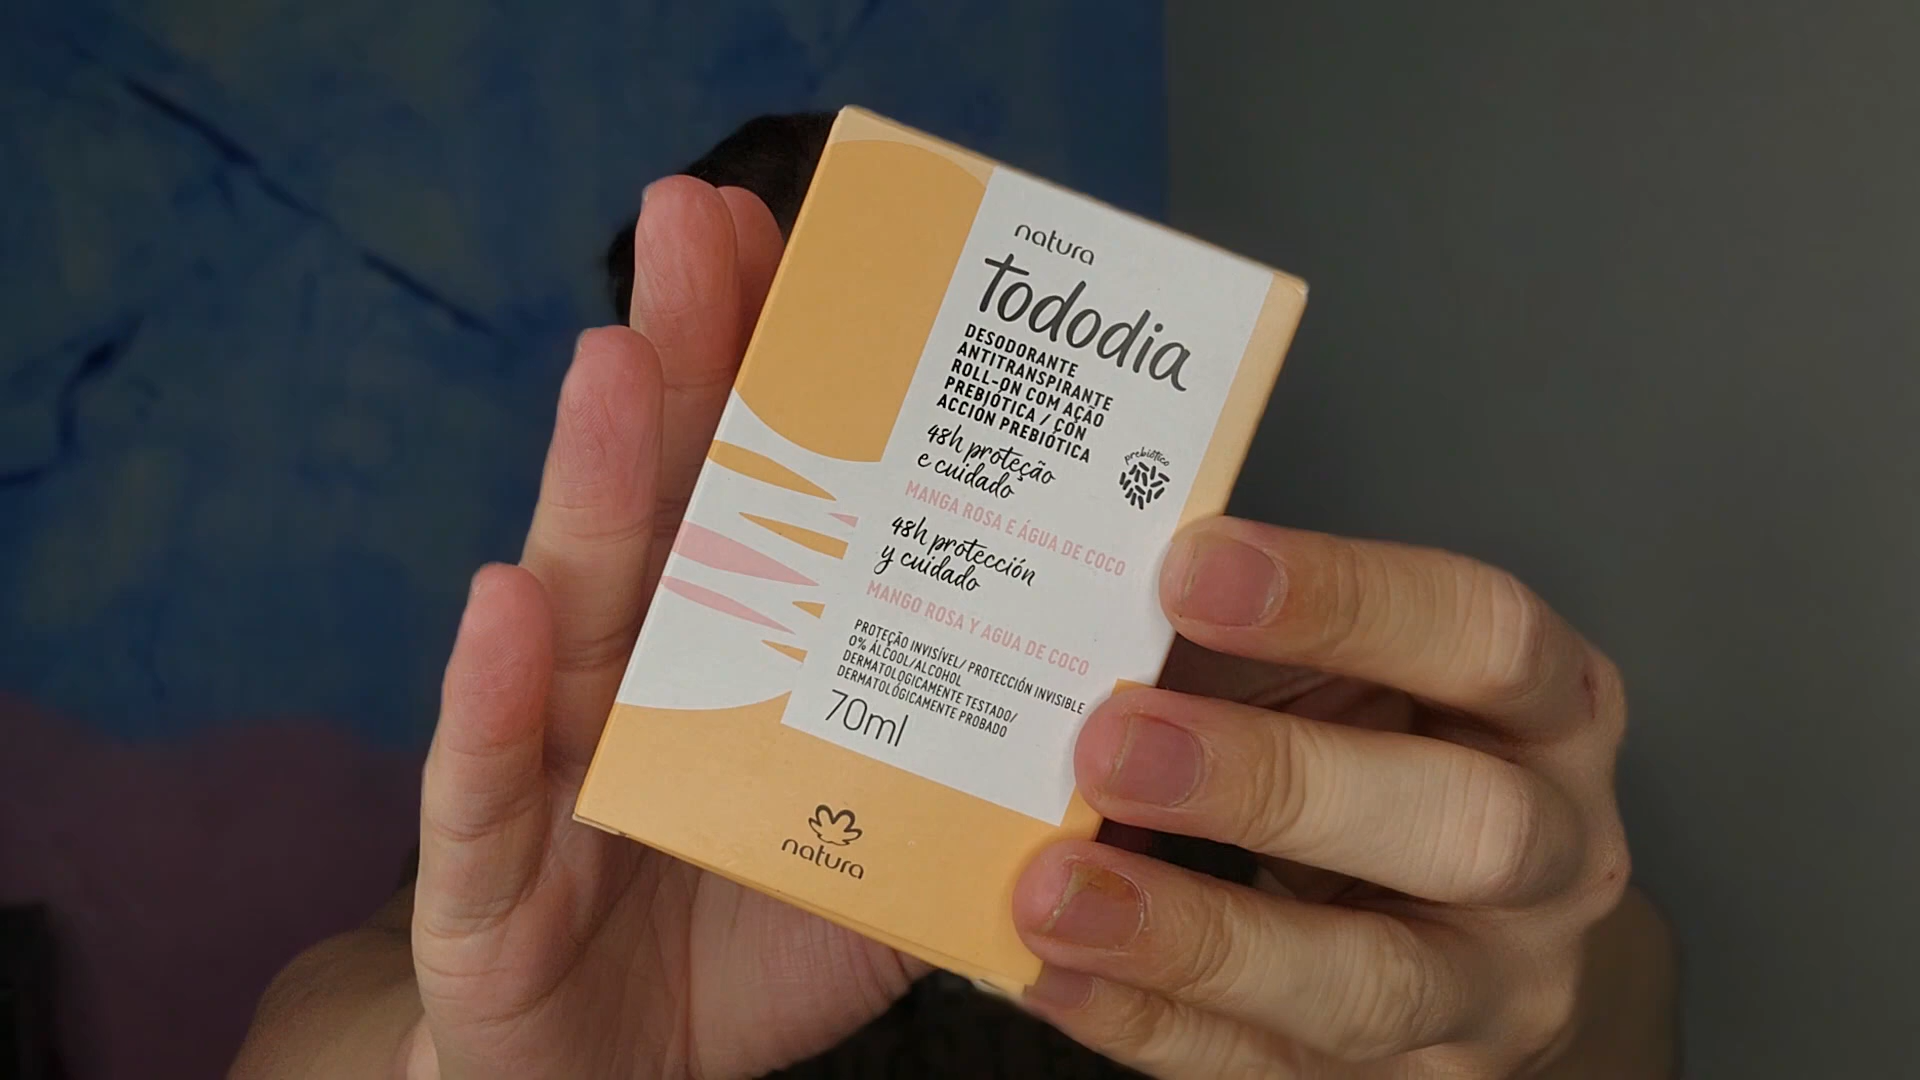 natura
Tododia
DESODORANTE
ANTITRANSPIRANTE
ROLL-ON COM AÇÃO
PREBIÓTICA / CON
ACCIÓN PREBIÓTICA
48h proteção
e cuidado
prebiótico
MANGA ROSA E ÁGUA DE COCO
48h protección
y cuidado
MANGO ROSA Y AGUA DE COCO
PROTEÇÃO INVISÍVEL/ PROTECCIÓN INVISIBLE
0% ÁLCOOL/ALCOHOL
DERMATOLOGICAMENTE TESTADO/
DERMATOLÓGICAMENTE PROBADO
70ml
natura